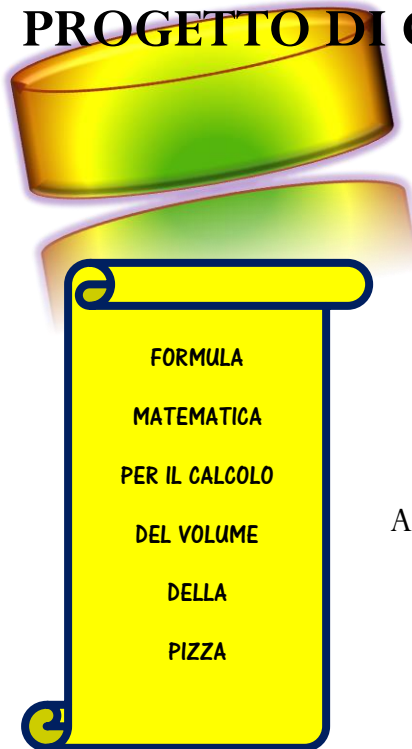 PROGETTO DI
FORMULA
MATEMATICA
PER IL CALCOLO
DEL VOLUME
DELLA
PIZZA
A